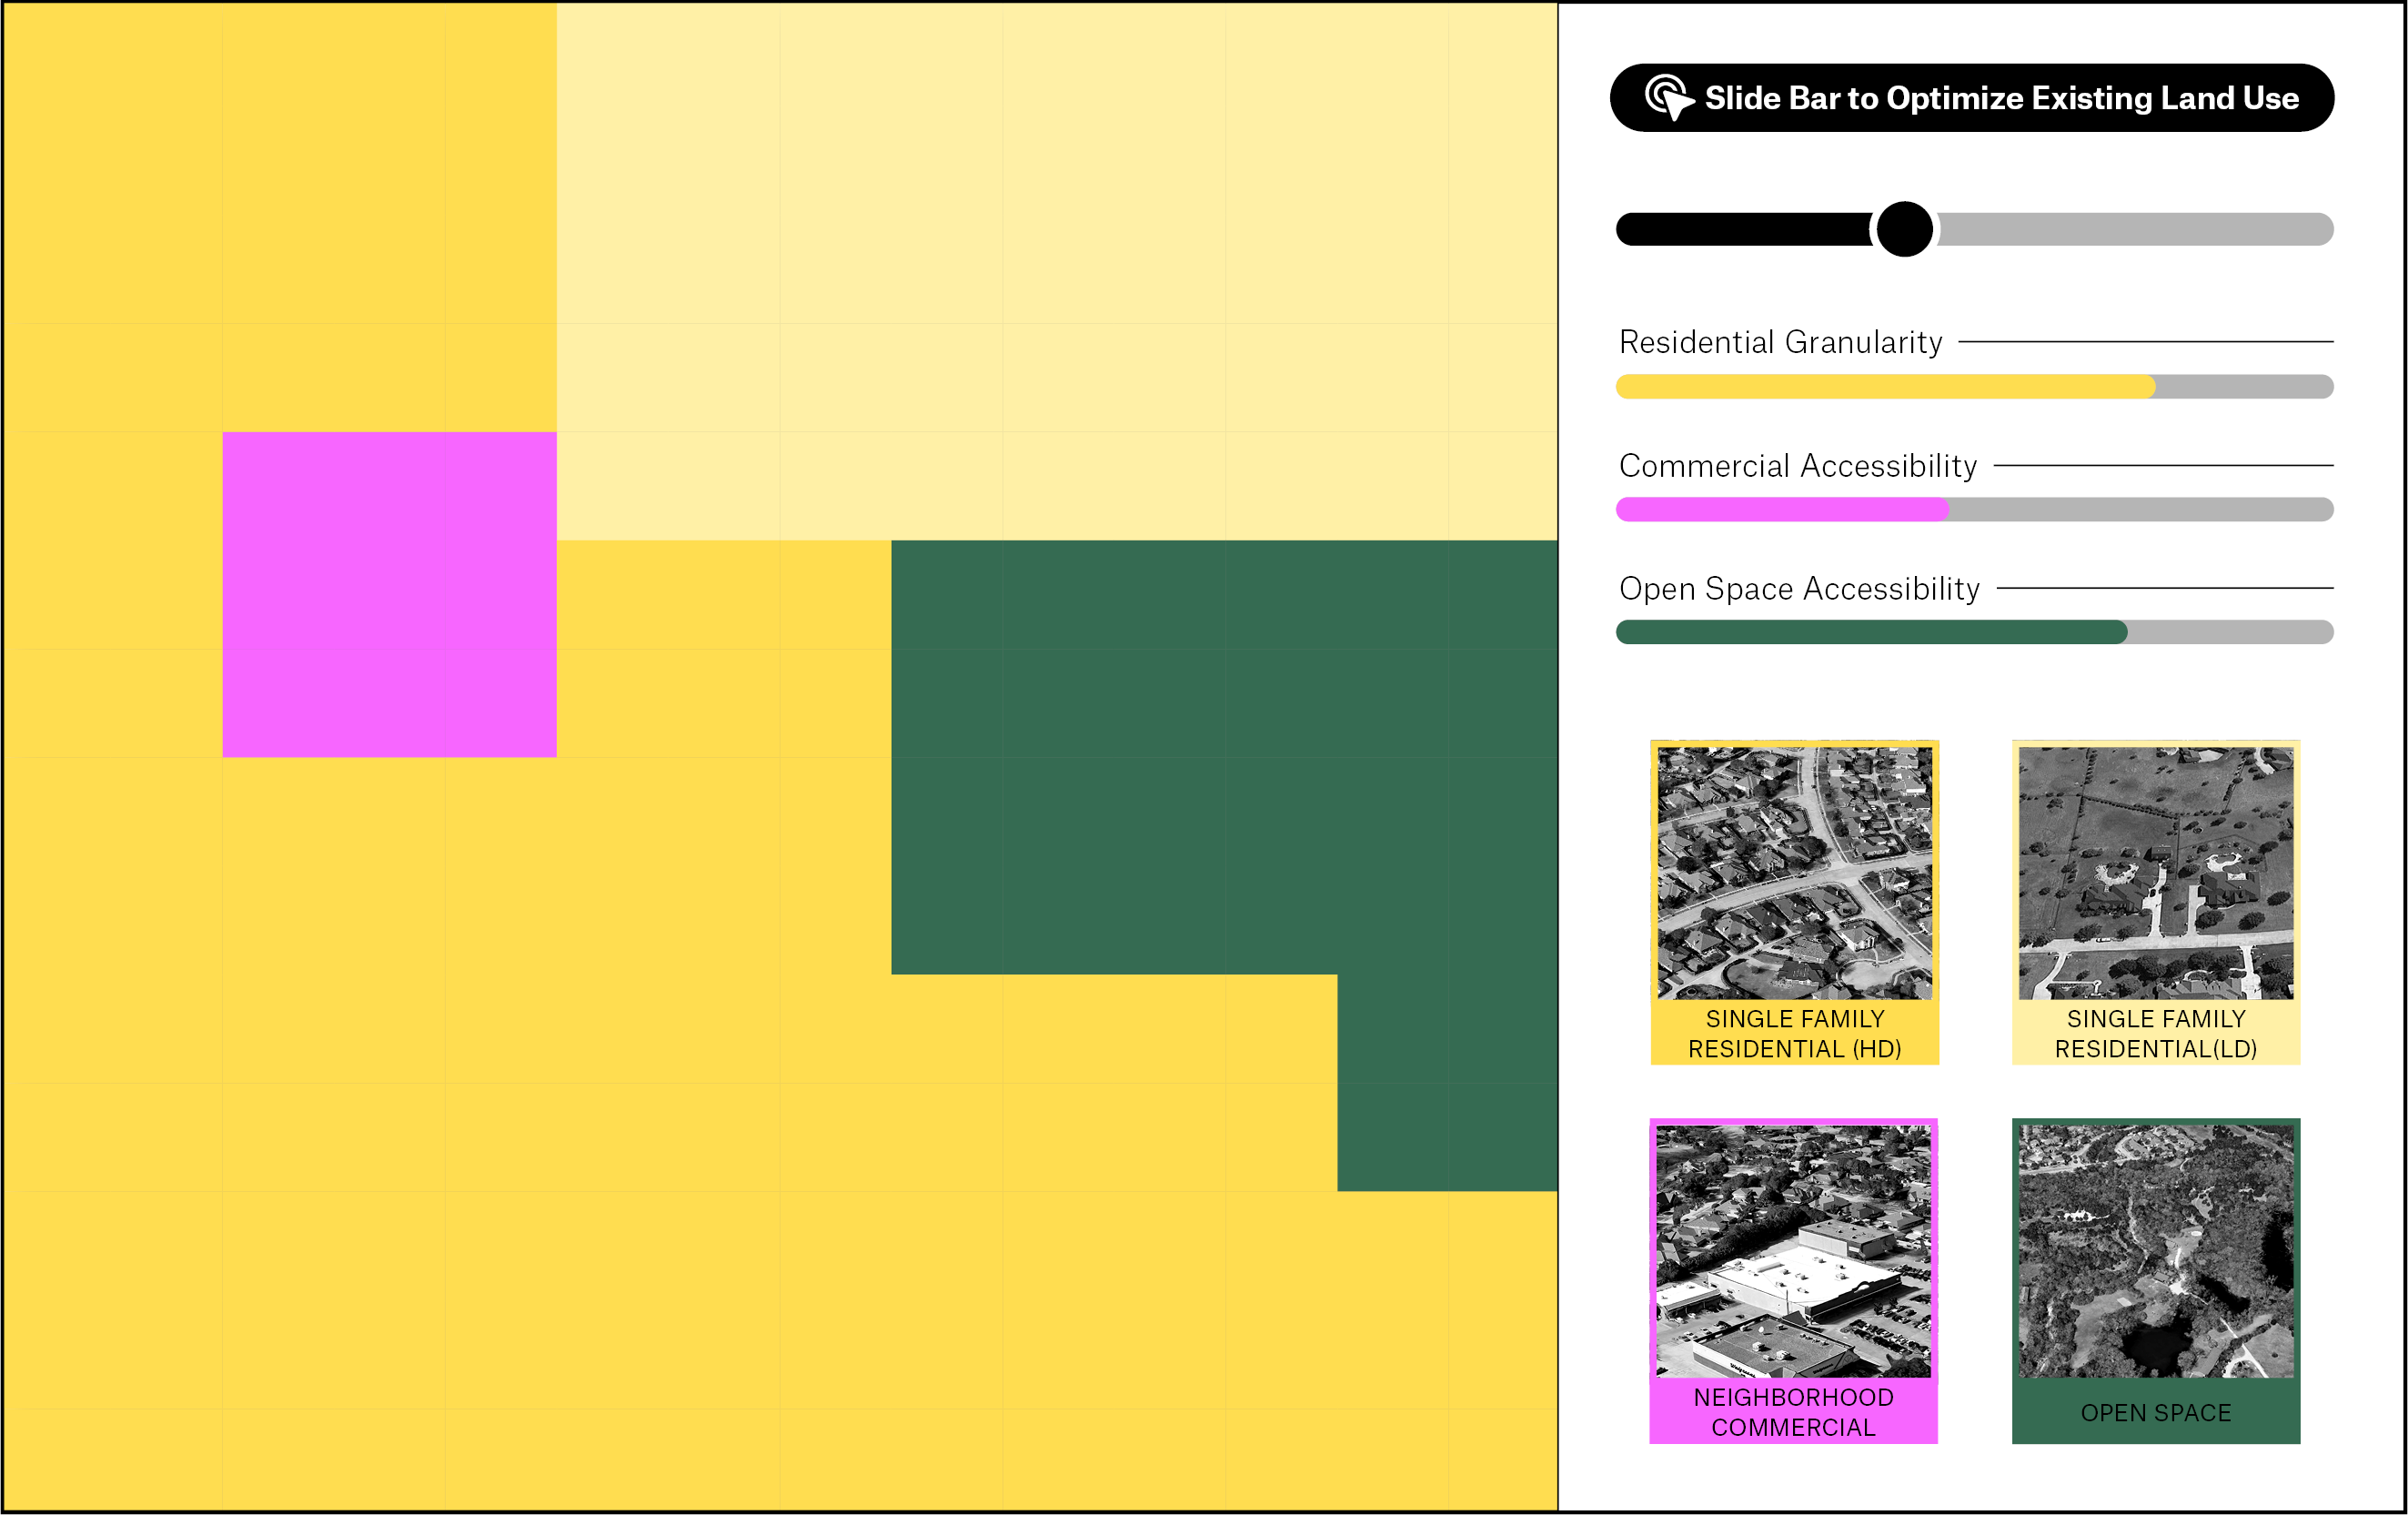 Slide Bar to Optimize Existing Land Use
Residential Granularity
Commercial Accessibility
Open Space Accessibility
SINGLE FAMILY
RESIDENTIAL (HD)
SINGLE FAMILY
RESIDENTIAL(LD)
NEIGHBORHOOD
COMMERCIAL
OPEN SPACE